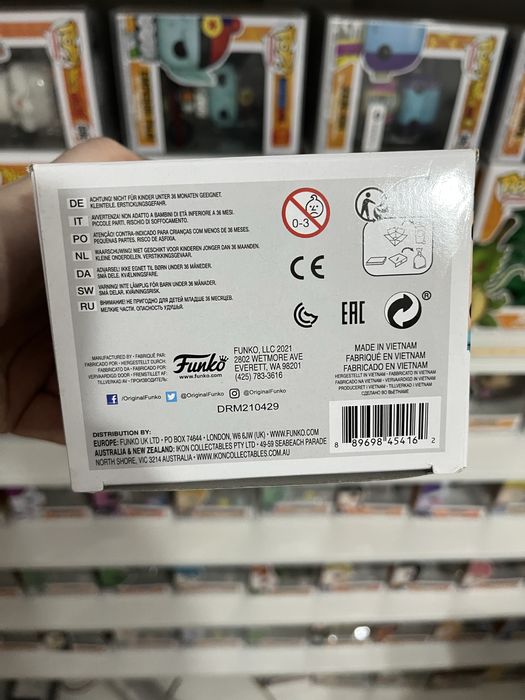 DE ACHTUNG! NICHT FÜR KINDER UNTER 36 MONATEN GEEIGNET.
KLEINTEILE. ERSTICKUNGSGEFAHR.
IT AVVERTENZA! NON ADATTO A BAMBINI DI ETÀ INFERIORE A 36 MESI.
PICCOLE PARTI, RISCHIO DI SOFFOCAMENTO.
PO ATENÇÃO! CONTRA-INDICADO PARA CRIANÇAS COM MENOS DE 36 MESES.
PEQUENAS PARTES, RISCO DE ASFIXIA.
NL WAARSCHUWING! NIET GESCHIKT VOOR KINDEREN JONGER DAN 36 MAANDEN.
KLEINE ONDERDELEN, VERSTIKKINGSGEVAAR.
DA ADVARSEL! IKKE EGNET TIL BØRN UNDER 36 MÅNEDER.
SMÅ DELE, KVÆLNINGSFARE.
SW VARNING! INTE LÄMPLIG FÖR BARN UNDER 36 MÅNADER.
SMÅ DELAR, KVÄVNINGSRISK.
RU ВНИМАНИЕ! НЕ ПРИГОДНО ДЛЯ ДЕТЕЙ МЛАДШЕ 36 МЕСЯЦЕВ.
МЕЛКИЕ ЧАСТИ, ОПАСНОСТЬ УДУШЬЯ.
0-3
CE
EAC
®
MANUFACTURED BY · FABRIQUÉ PAR:
FABRICADO POR · HERGESTELLT DURCH:
FABBRICATO DA · FABRICADO POR:
VERVAARDIGD DOOR · FREMSTILLET AF:
TILLVERKAD AV · ПРОИЗВОДИТЕЛЬ:
Funko
www.funko.com
FUNKO, LLC 2021
2802 WETMORE AVE
EVERETT, WA 98201
(425) 783-3616
/OriginalFunko @OriginalFunko @OriginalFunko
DRM210429
MADE IN VIETNAM
FABRIQUÉ EN VIETNAM
FABRICADO EN VIETNAM
HERGESTELLT IN VIETNAM · FABBRICATO IN VIETNAM
FABRICADO NA VIETNAM · VERVAARDIGD IN VIETNAM
PRODUCERET I VIETNAM · TILLVERKAD I VIETNAM
СДЕЛАНО ВО ВЬЕТНАМЕ
8 89698 45416 2
DISTRIBUTION BY:
EUROPE: FUNKO UK LTD · PO BOX 74644 · LONDON, W6 6JW (UK) · WWW.FUNKO.COM
AUSTRALIA & NEW ZEALAND: IKON COLLECTABLES PTY LTD · 49-59 SEABEACH PARADE
NORTH SHORE, VIC 3214 AUSTRALIA · WWW.IKONCOLLECTABLES.COM.AU